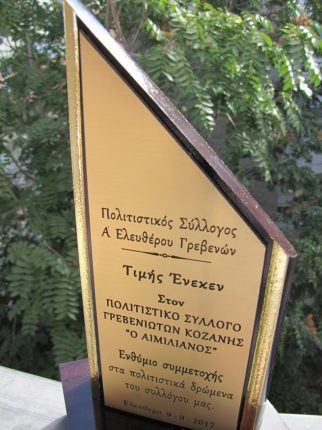 Πολιτιστικός Σύλλογος
Α΄ Ελευθέρου Γρεβενών
Τιμής Ένεκεν
Στον
ΠΟΛΙΤΙΣΤΙΚΟ ΣΥΛΛΟΓΟ
ΓΡΕΒΕΝΙΩΤΩΝ ΚΟΖΑΝΗΣ
"Ο ΑΙΜΙΛΙΑΝΟΣ"
Ενθύμιο συμμετοχής
στα πολιτιστικά δρώμενα
του συλλόγου μας.
Ελεύθερο 9-9-2017